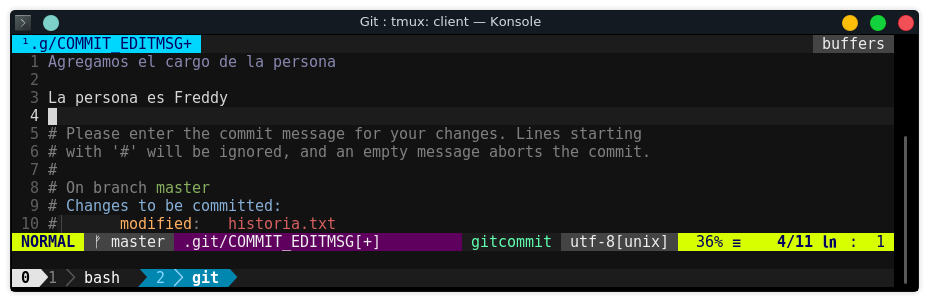 Git : tmux: client — Konsole
¹.g/COMMIT_EDITMSG+ buffers
1 Agregamos el cargo de la persona
2
3 La persona es Freddy
4
5 # Please enter the commit message for your changes. Lines starting
6 # with '#' will be ignored, and an empty message aborts the commit.
7 #
8 # On branch master
9 # Changes to be committed:
10 # modified: historia.txt
NORMAL ᚠ master .git/COMMIT_EDITMSG[+] gitcommit utf-8[unix] 36% ≡ 4/11 ln : 1
0 1 bash 2 git